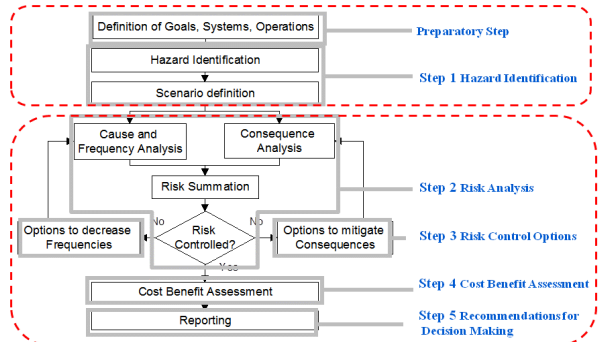 Definition of Goals, Systems, Operations
Preparatory Step
Hazard Identification
Step 1 Hazard Identification
Scenario definition
Cause and
Frequency Analysis
Consequence
Analysis
Step 2 Risk Analysis
Risk Summation
No
Risk
Controlled?
No
Options to decrease
Frequencies
Options to mitigate
Consequences
Step 3 Risk Control Options
Yes
Cost Benefit Assessment
Step 4 Cost Benefit Assessment
Reporting
Step 5 Recommendations for
Decision Making